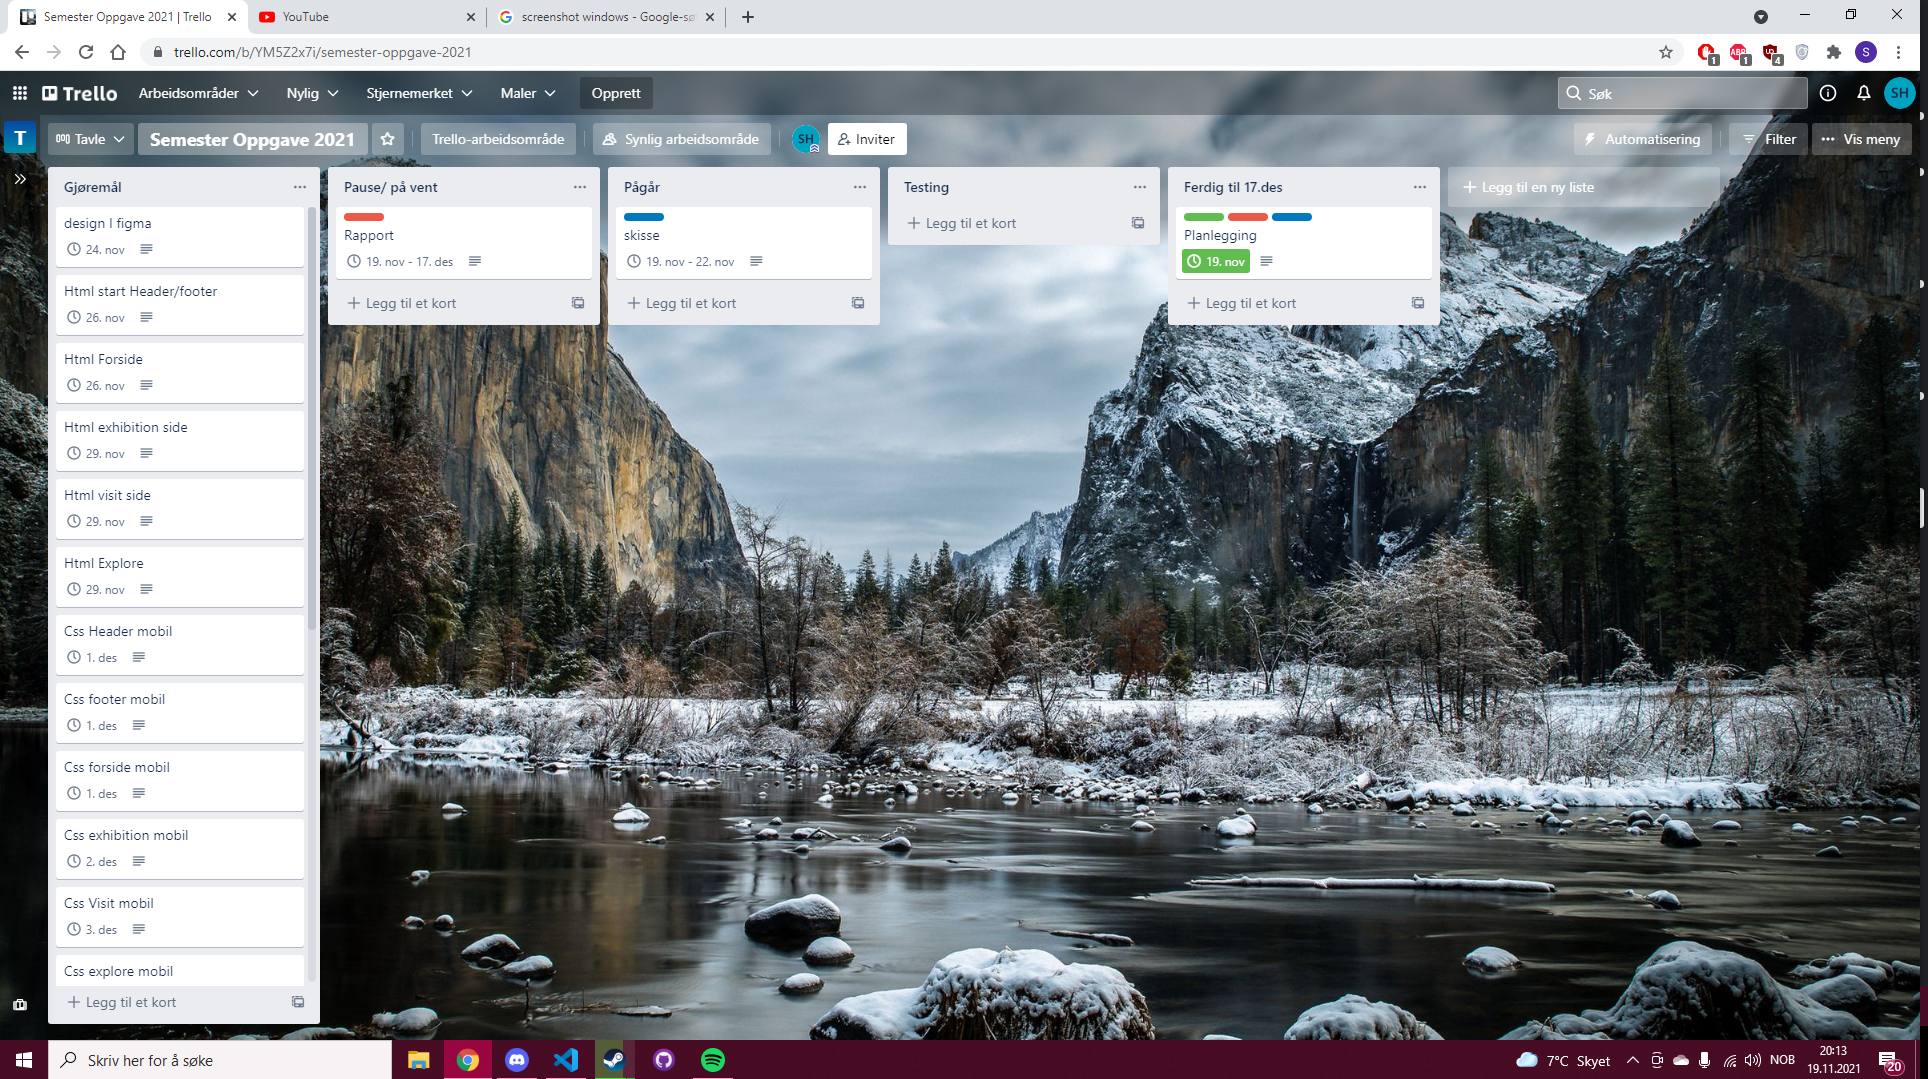 Semester Oppgave 2021 | Trello
YouTube
screenshot windows - Google-sø
trello.com/b/YM5Z2x7i/semester-oppgave-2021
1
1
4
S
Trello
Arbeidsområder
Nylig
Stjernemerket
Maler
Opprett
Søk
SH
T
Tavle
Semester Oppgave 2021
Trello-arbeidsområde
Synlig arbeidsområde
SH
Inviter
Automatisering
Filter
Vis meny
Gjøremål
design I figma
24. nov
Html start Header/footer
26. nov
Html Forside
26. nov
Html exhibition side
29. nov
Html visit side
29. nov
Html Explore
29. nov
Css Header mobil
1. des
Css footer mobil
1. des
Css forside mobil
1. des
Css exhibition mobil
2. des
Css Visit mobil
3. des
Css explore mobil
Legg til et kort
Pause/ på vent
Rapport
19. nov - 17. des
Legg til et kort
Pågår
skisse
19. nov - 22. nov
Legg til et kort
Testing
Legg til et kort
Ferdig til 17.des
Planlegging
19. nov
Legg til et kort
Legg til en ny liste
Skriv her for å søke
7°C Skyet
NOB
20:13
19.11.2021
20